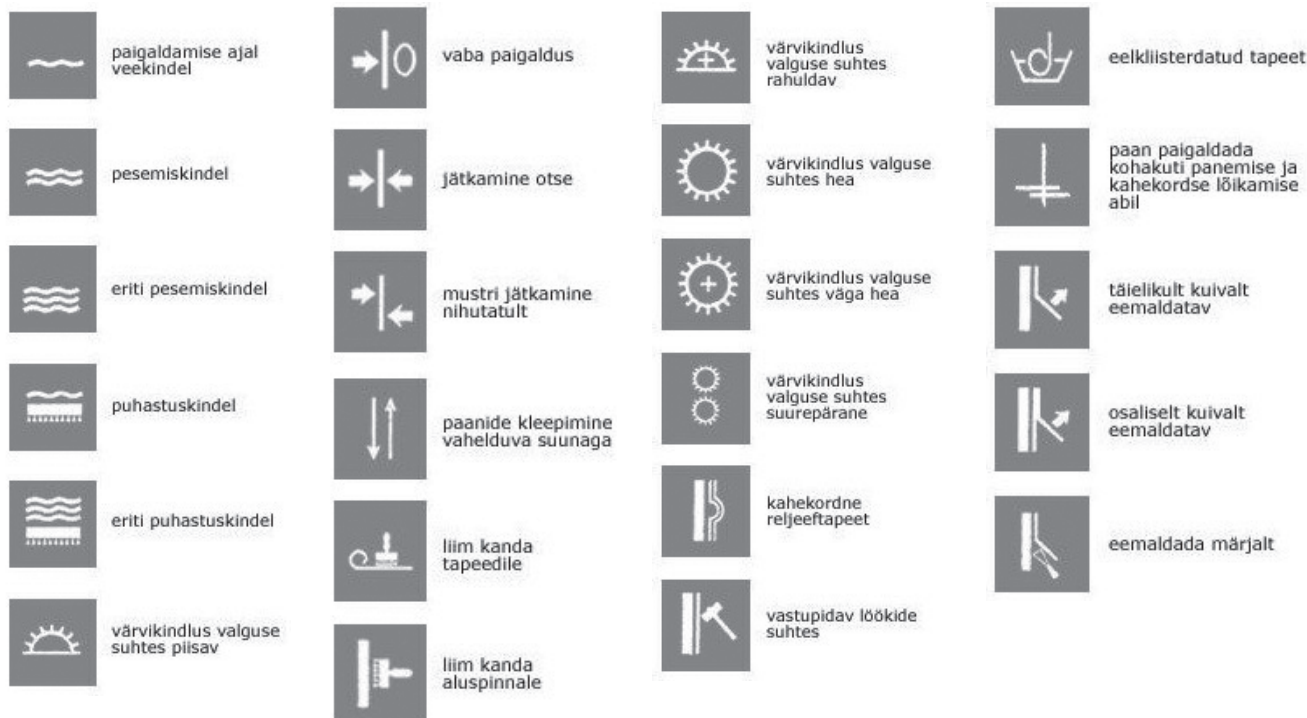 paigaldamise ajal
veekindel
pesemiskindel
eriti pesemiskindel
puhastuskindel
eriti puhastuskindel
värvikindlus valguse
suhtes piisav
vaba paigaldus
jätkamine otse
mustri jätkamine
nihutatult
paanide kleepimine
vahelduva suunaga
liim kanda
tapeedile
liim kanda
aluspinnale
värvikindlus
valguse suhtes
rahuldav
värvikindlus valguse
suhtes hea
värvikindlus valguse
suhtes väga hea
värvikindlus
valguse suhtes
suurepärane
kahekordne
reljeeftapeet
vastupidav löökide
suhtes
eelkliisterdatud tapeet
paan paigaldada
kohakuti panemise ja
kahekordse lõikamise
abil
täielikult kuivalt
eemaldatav
osaliselt kuivalt
eemaldatav
eemaldada märjalt